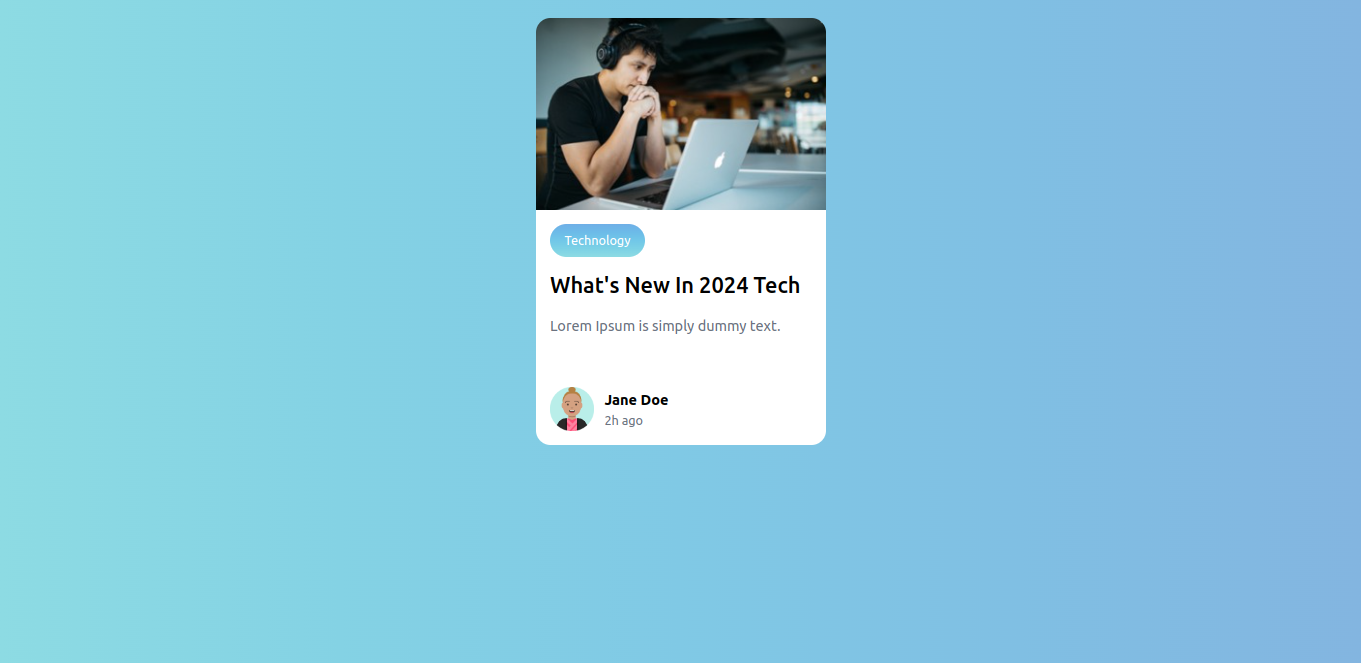 Technology
What's New In 2024 Tech
Lorem Ipsum is simply dummy text.
Jane Doe
2h ago